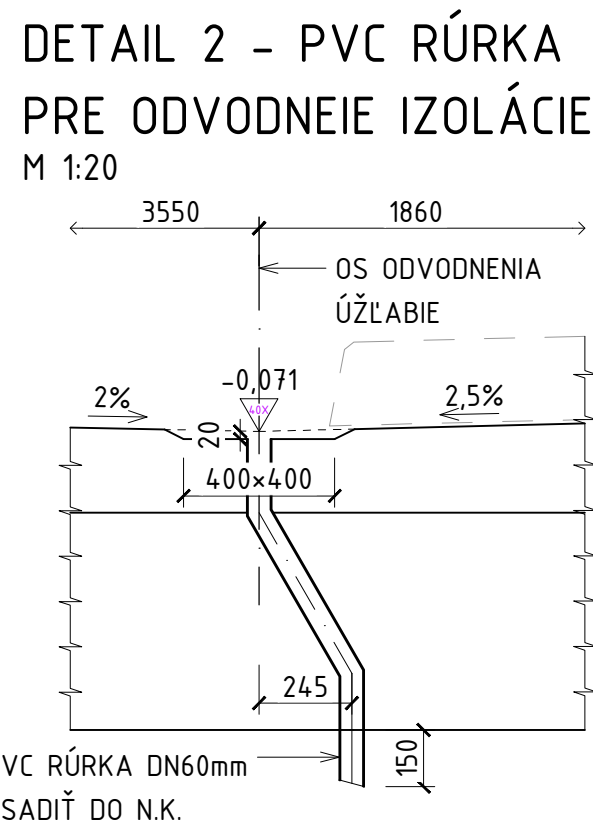 DETAIL 2 - PVC RÚRKA
PRE ODVODNEIE IZOLÁCIE
M 1:20
3550 1860
OS ODVODNENIA
ÚŽĽABIE
-0,071
40X
2% 2,5%
20
400×400
245
150
VC RÚRKA DN60mm
SADIŤ DO N.K.